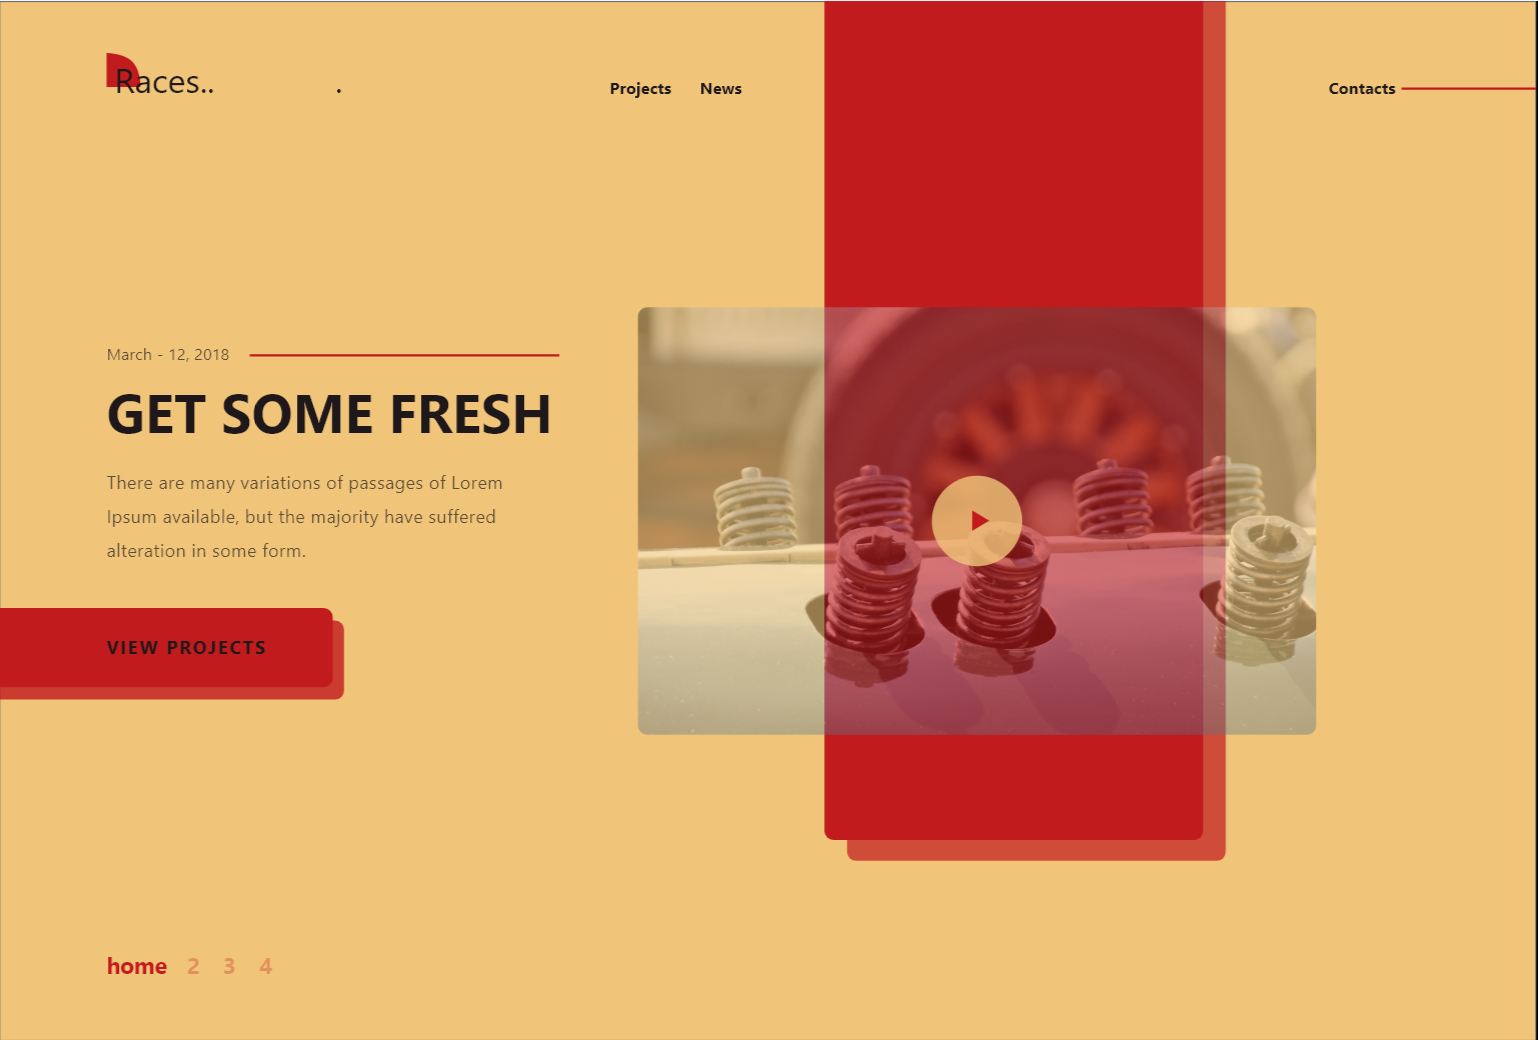 Races.. .
Projects News
Contacts
March - 12, 2018
GET SOME FRESH
There are many variations of passages of Lorem
Ipsum available, but the majority have suffered
alteration in some form.
VIEW PROJECTS
home 2 3 4